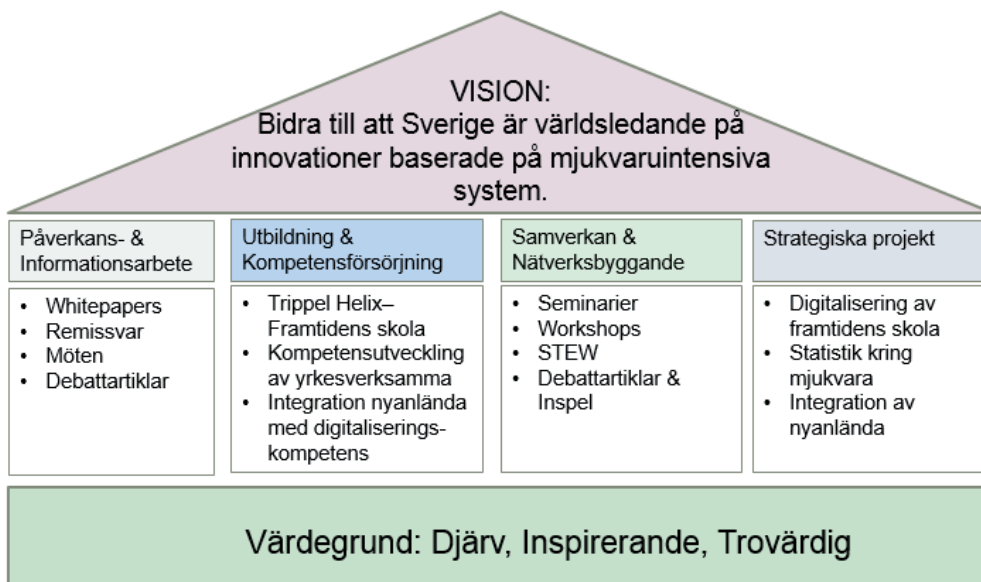 VISION:
Bidra till att Sverige är världsledande på
innovationer baserade på mjukvaruintensiva
system.
Påverkans- &
Informationsarbete
• Whitepapers
• Remissvar
• Möten
• Debattartiklar
Utbildning &
Kompetensförsörjning
• Trippel Helix–
Framtidens skola
• Kompetensutveckling
av yrkesverksamma
• Integration nyanlända
med digitaliserings-
kompetens
Samverkan &
Nätverksbyggande
• Seminarier
• Workshops
• STEW
• Debattartiklar &
Inspel
Strategiska projekt
• Digitalisering av
framtidens skola
• Statistik kring
mjukvara
• Integration av
nyanlända
Värdegrund: Djärv, Inspirerande, Trovärdig